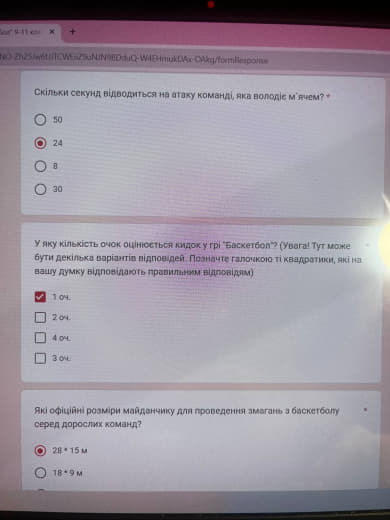 бол" 9-11 кл
NO-Zh2SJw6tJTCWEsZ9uNJN9BDduQ-W4EHmukDAx-OAkg/formResponse
Скільки секунд відводиться на атаку команді, яка володіє м'ячем? *
50
24
8
30
У яку кількість очок оцінюється кидок у грі "Баскетбол"? (Увага! Тут може
бути декілька варіантів відповідей. Позначте галочкою ті квадратики, які на
вашу думку відповідають правильним відповідям)
1 оч.
2 оч.
4 оч.
3 оч.
Які офіційні розміри майданчику для проведення змагань з баскетболу *
серед дорослих команд?
28 * 15 м
18 * 9 м